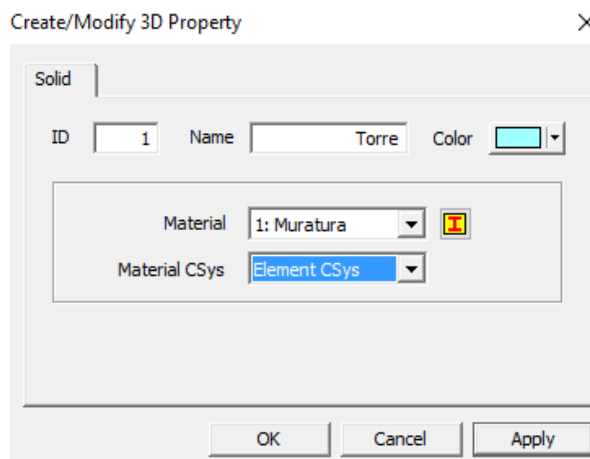 Create/Modify 3D Property
Solid
ID 1 Name Torre Color
Material 1: Muratura
Material CSys Element CSys
OK Cancel Apply